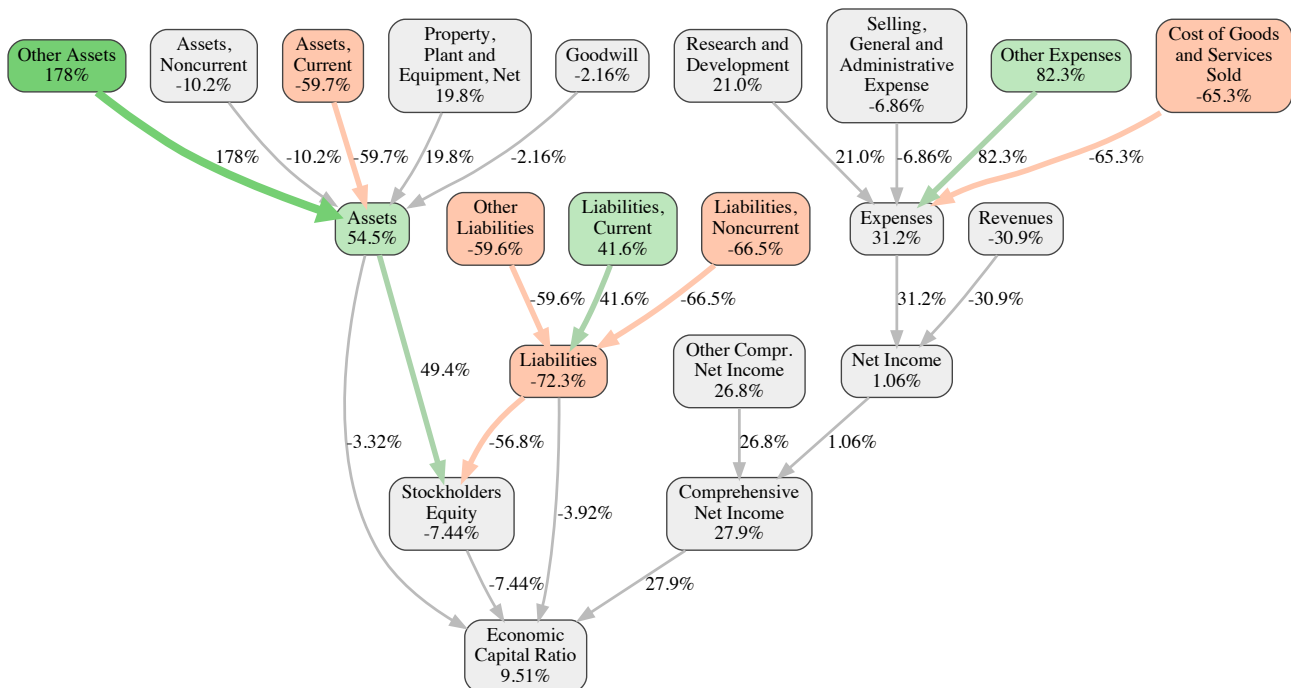 Other Assets
178%
Assets,
Noncurrent
-10.2%
Assets,
Current
-59.7%
Property,
Plant and
Equipment, Net
19.8%
Goodwill
-2.16%
Research and
Development
21.0%
Selling,
General and
Administrative
Expense
-6.86%
Other Expenses
82.3%
Cost of Goods
and Services
Sold
-65.3%
178%
-10.2%
-59.7%
19.8%
-2.16%
21.0%
-6.86%
82.3%
-65.3%
Assets
54.5%
Other
Liabilities
-59.6%
Liabilities,
Current
41.6%
Liabilities,
Noncurrent
-66.5%
Expenses
31.2%
Revenues
-30.9%
-59.6%
41.6%
-66.5%
31.2%
-30.9%
Liabilities
-72.3%
Other Compr.
Net Income
26.8%
Net Income
1.06%
49.4%
-3.32%
-56.8%
26.8%
1.06%
Stockholders
Equity
-7.44%
-3.92%
Comprehensive
Net Income
27.9%
-7.44%
27.9%
Economic
Capital Ratio
9.51%